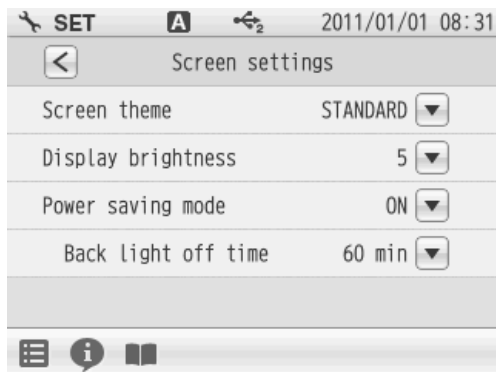 SET A 2 2011/01/01 08:31
Screen settings
Screen theme STANDARD
Display brightness 5
Power saving mode ON
Back light off time 60 min